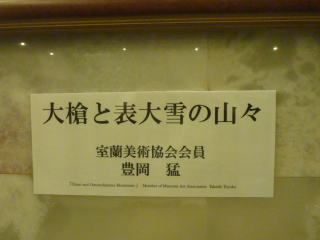 大槍と表大雪の山々
室蘭美術協会会員
豊岡　猛